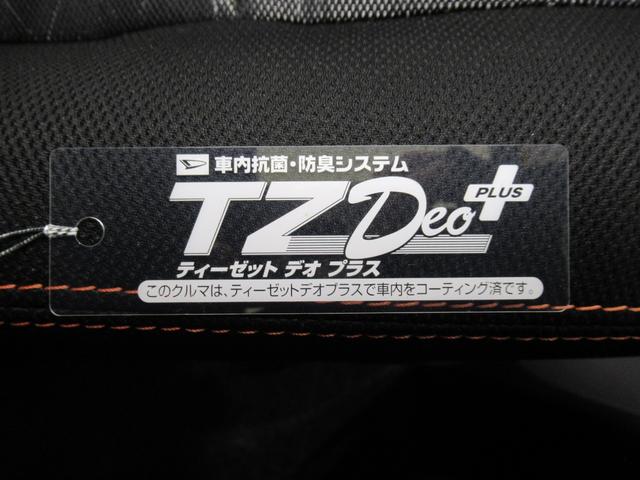 車内抗菌・防臭システム
TZ Deo PLUS
ティーゼット デオ プラス
このクルマは、ティーゼットデオプラスで車内をコーティング済です。